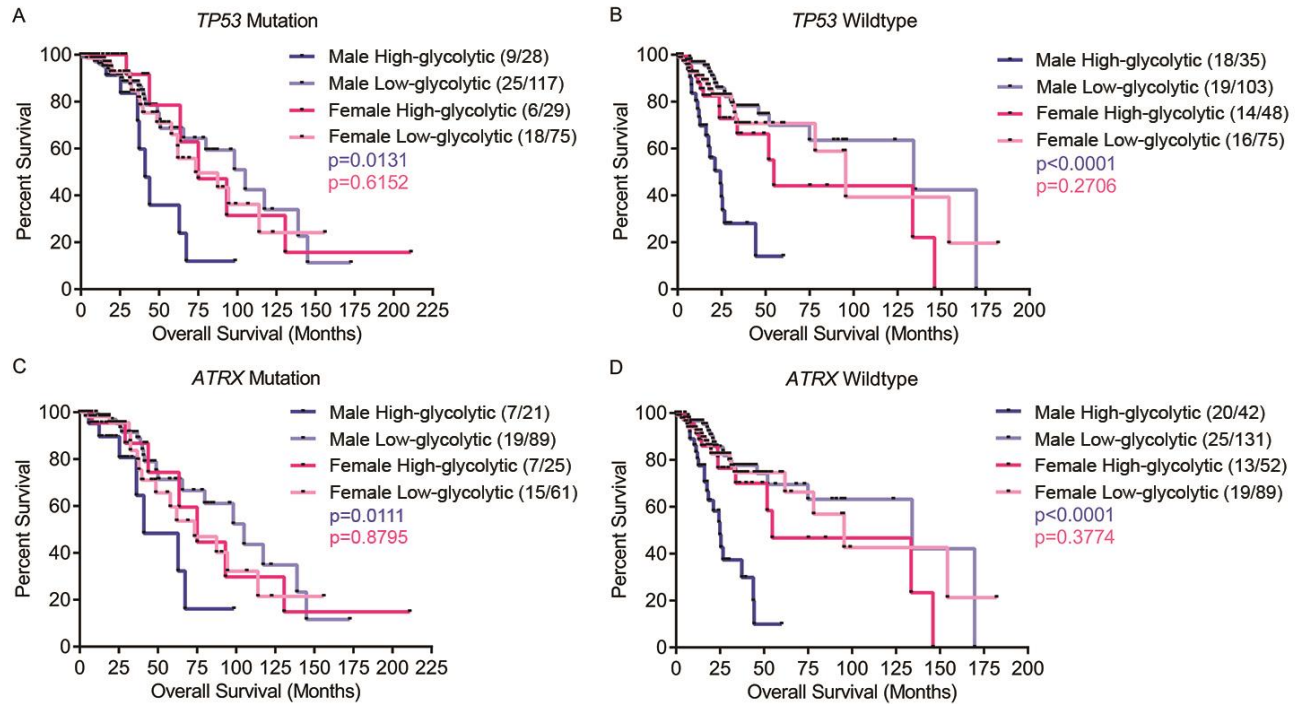 A
TP53 Mutation
Percent Survival
100
80
60
40
20
0
0 25 50 75 100 125 150 175 200 225
Overall Survival (Months)
Male High-glycolytic (9/28)
Male Low-glycolytic (25/117)
Female High-glycolytic (6/29)
Female Low-glycolytic (18/75)
p=0.0131
p=0.6152
B
TP53 Wildtype
Percent Survival
100
80
60
40
20
0
0 25 50 75 100 125 150 175 200
Overall Survival (Months)
Male High-glycolytic (18/35)
Male Low-glycolytic (19/103)
Female High-glycolytic (14/48)
Female Low-glycolytic (16/75)
p<0.0001
p=0.2706
C
ATRX Mutation
Percent Survival
100
80
60
40
20
0
0 25 50 75 100 125 150 175 200 225
Overall Survival (Months)
Male High-glycolytic (7/21)
Male Low-glycolytic (19/89)
Female High-glycolytic (7/25)
Female Low-glycolytic (15/61)
p=0.0111
p=0.8795
D
ATRX Wildtype
Percent Survival
100
80
60
40
20
0
0 25 50 75 100 125 150 175 200
Overall Survival (Months)
Male High-glycolytic (20/42)
Male Low-glycolytic (25/131)
Female High-glycolytic (13/52)
Female Low-glycolytic (19/89)
p<0.0001
p=0.3774